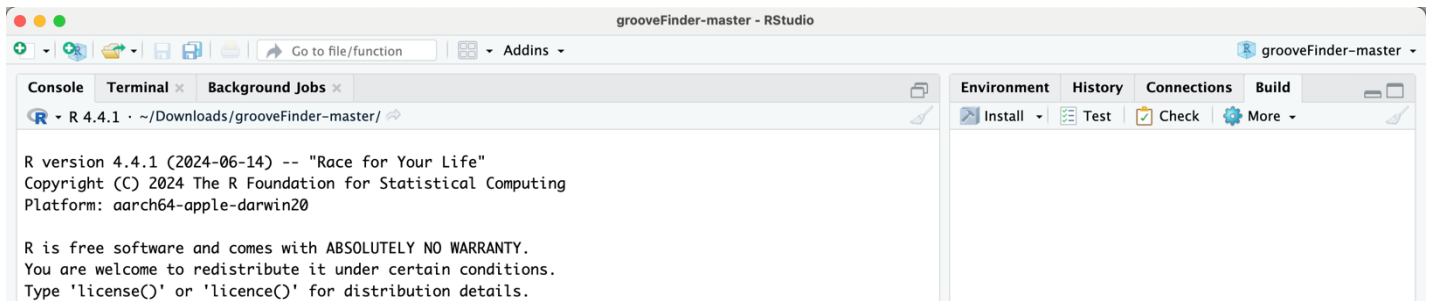 grooveFinder-master - RStudio
Go to file/function Addins grooveFinder-master
Console Terminal Background Jobs
R 4.4.1 · ~/Downloads/grooveFinder-master/
R version 4.4.1 (2024-06-14) -- "Race for Your Life"
Copyright (C) 2024 The R Foundation for Statistical Computing
Platform: aarch64-apple-darwin20
R is free software and comes with ABSOLUTELY NO WARRANTY.
You are welcome to redistribute it under certain conditions.
Type 'license()' or 'licence()' for distribution details.
Environment History Connections Build
Install Test Check More